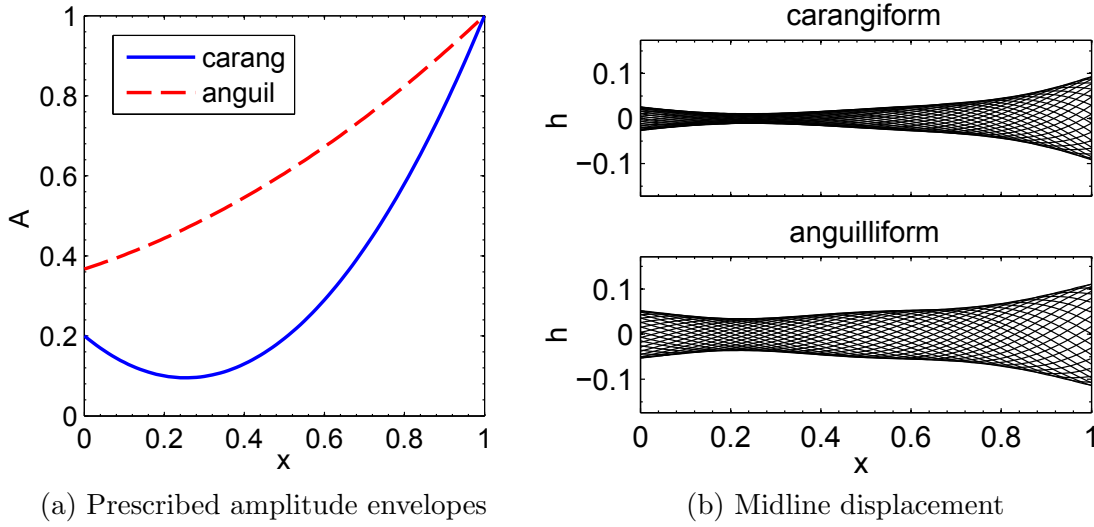 1
0.8
0.6
0.4
0.2
0
A
carang
anguil
0 0.2 0.4 0.6 0.8 1
x
(a) Prescribed amplitude envelopes
carangiform
0.1
0
−0.1
h
anguilliform
0.1
0
−0.1
h
0 0.2 0.4 0.6 0.8 1
x
(b) Midline displacement